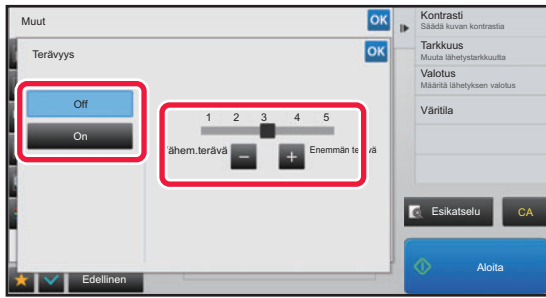 Muut
OK
Terävyys
OK
Off
On
1 2 3 4 5
Enemmän
Edellinen
Kontrasti
Säädä kuvan kontrastia
Tarkkuus
Muuta lähetystarkkuutta
Valotus
Määritä lähetyksen valotus
Väritila
Esikatselu
CA
Aloita